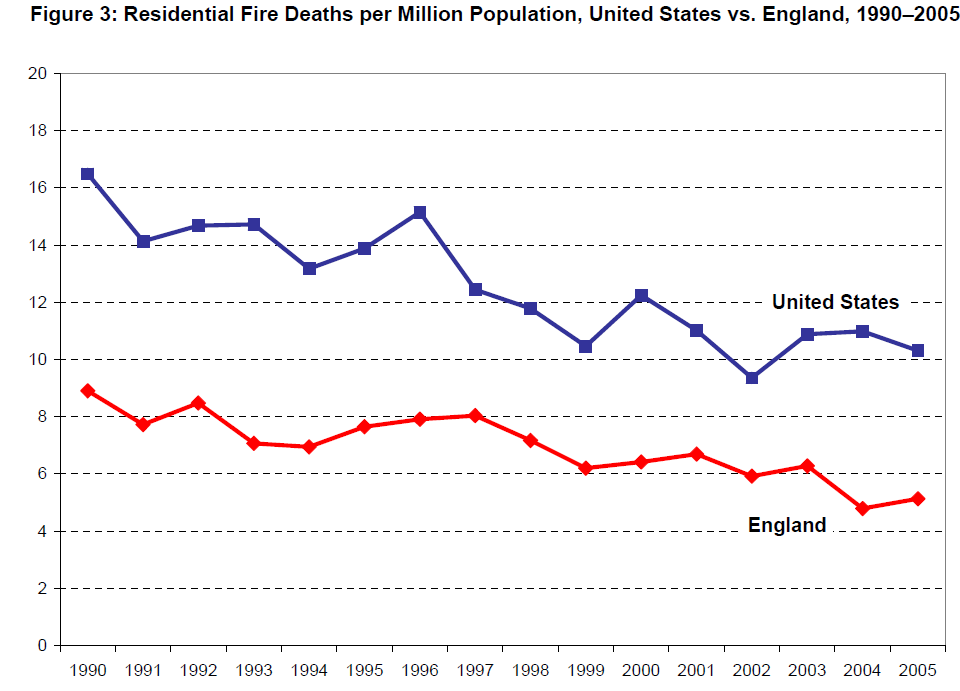 Figure 3: Residential Fire Deaths per Million Population, United States vs. England, 1990–2005
20
18
16
14
12
United States
10
8
6
4
England
2
0
1990 1991 1992 1993 1994 1995 1996 1997 1998 1999 2000 2001 2002 2003 2004 2005